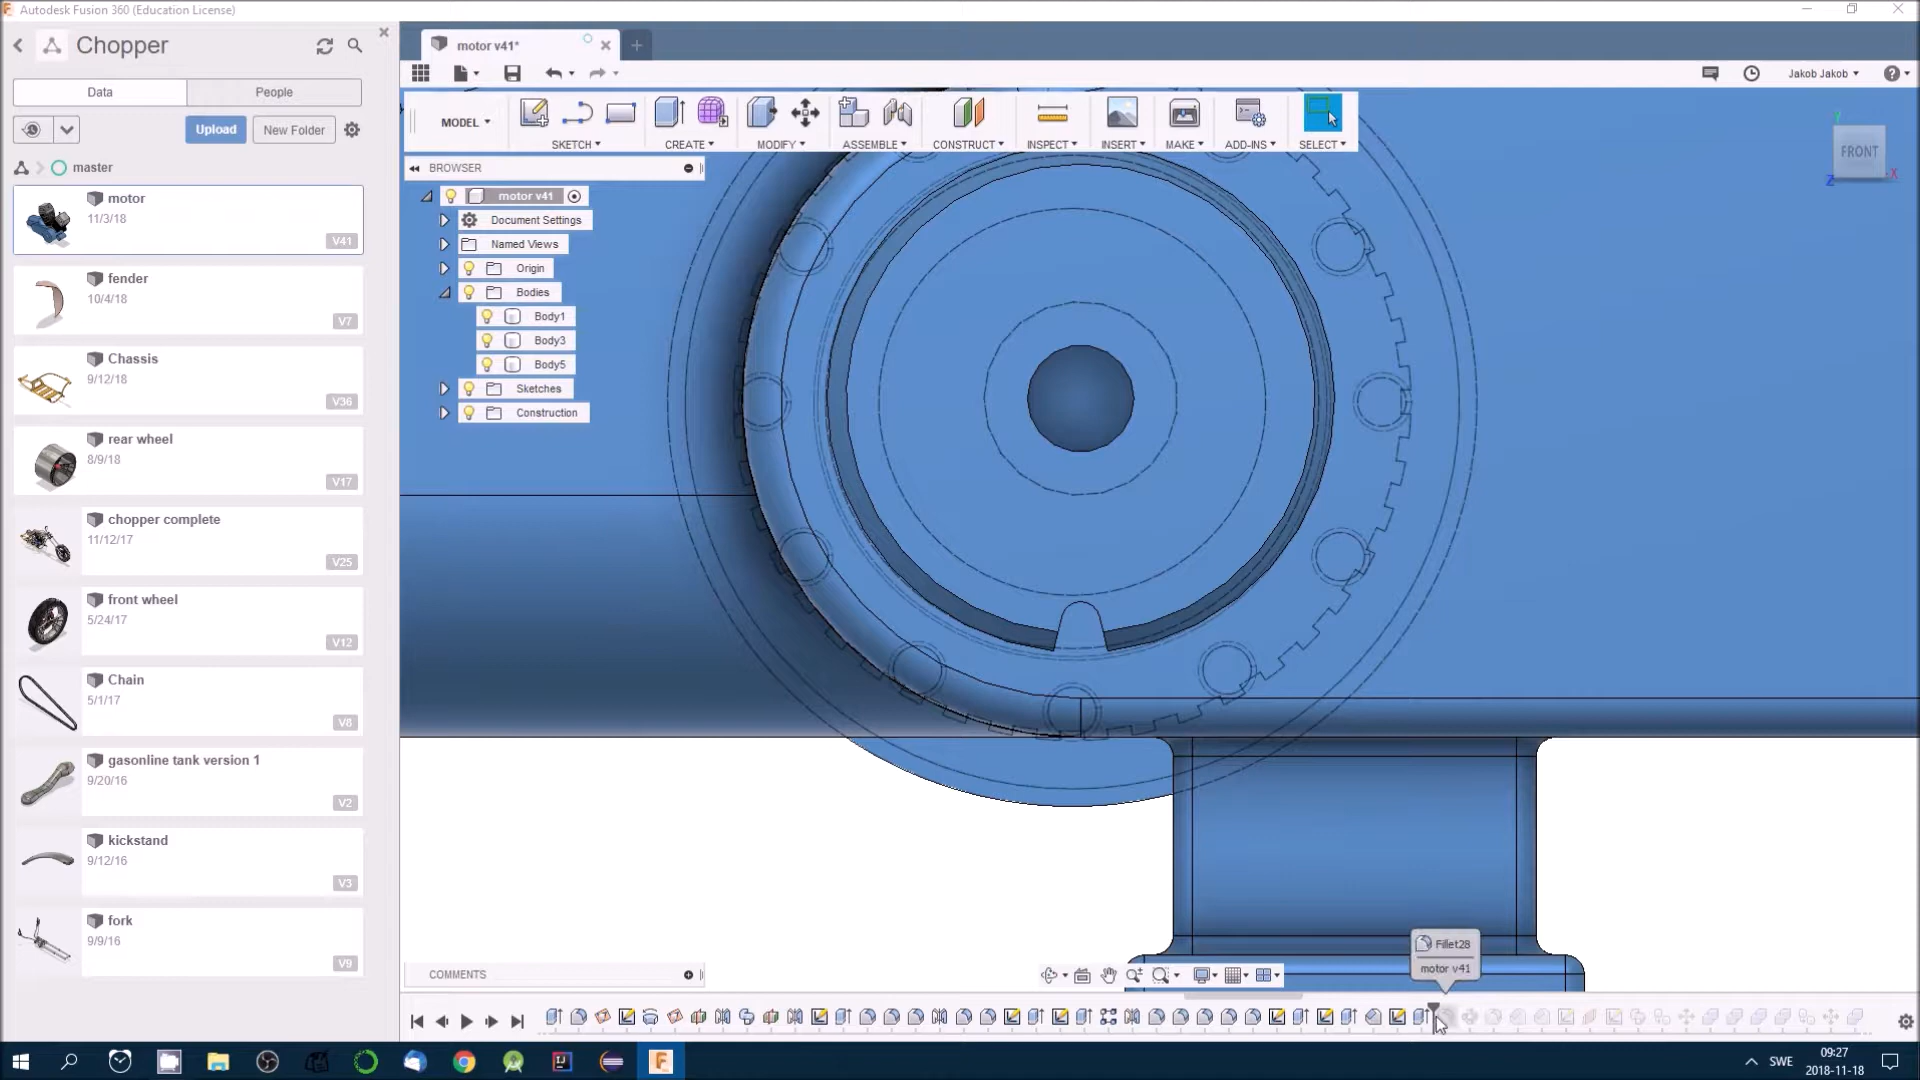 Autodesk Fusion 360 (Education License)
Chopper
Data
People
Upload
New Folder
master
motor
11/3/18
V41
fender
10/4/18
V7
Chassis
9/12/18
V36
rear wheel
8/9/18
V17
chopper complete
11/12/17
V25
front wheel
5/24/17
V12
Chain
5/1/17
V8
gasonline tank version 1
9/20/16
V2
kickstand
9/12/16
V3
fork
9/9/16
V9
motor v41*
Jakob Jakob
MODEL
SKETCH
CREATE
MODIFY
ASSEMBLE
CONSTRUCT
INSPECT
INSERT
MAKE
ADD-INS
SELECT
BROWSER
motor v41
Document Settings
Named Views
Origin
Bodies
Body1
Body3
Body5
Sketches
Construction
Y
FRONT
X
Z
COMMENTS
Fillet28
motor v41
SWE
09:27
2018-11-18